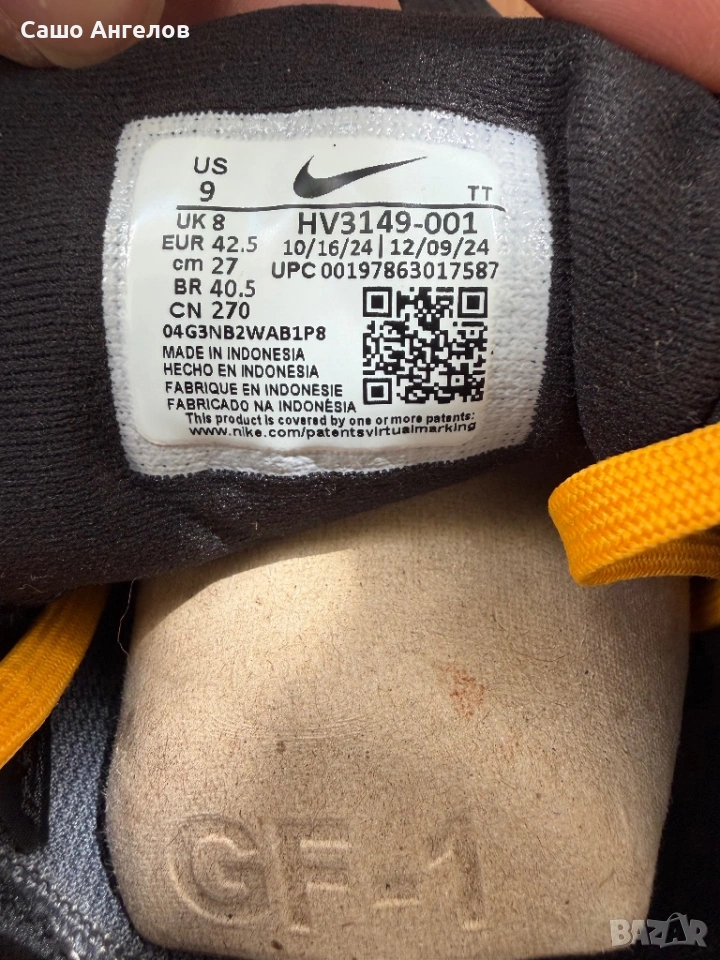 Сашо Ангелов
US
9
TT
UK 8
HV3149-001
EUR 42.5
10/16/24 | 12/09/24
cm 27
UPC 00197863017587
BR 40.5
CN 270
04G3NB2WAB1P8
MADE IN INDONESIA
HECHO EN INDONESIA
FABRIQUE EN INDONESIE
FABRICADO NA INDONÉSIA
This product is covered by one or more patents:
www.nike.com/patentsvirtualmarking
GF-1
BAZAR